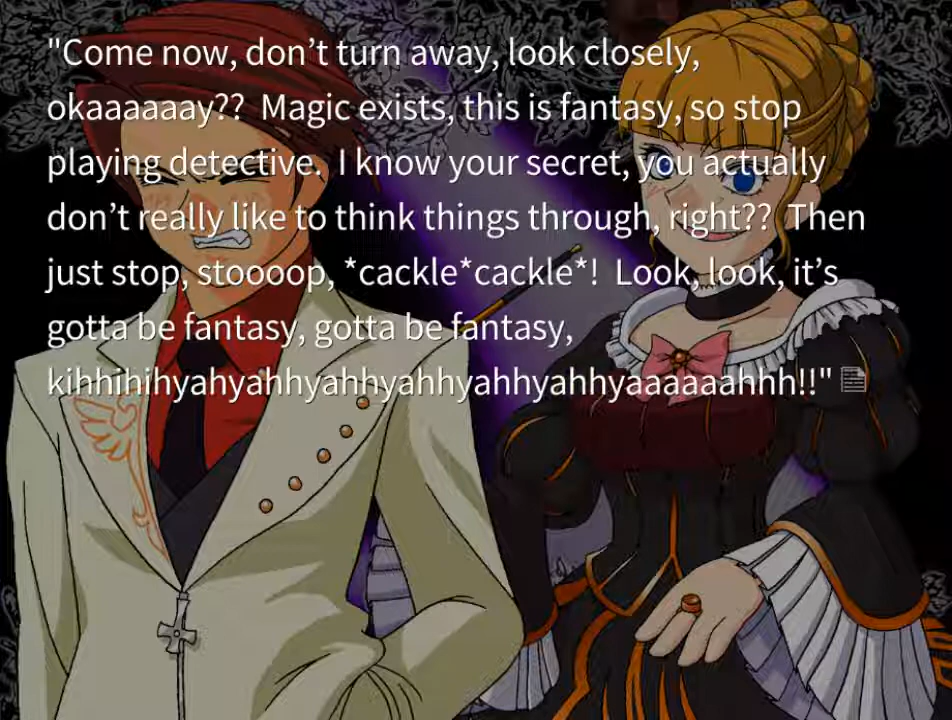 "Come now, don’t turn away, look closely,
okaaaaaay??  Magic exists, this is fantasy, so stop
playing detective.  I know your secret, you actually
don’t really like to think things through, right??  Then
just stop, stoooop, *cackle*cackle*!  Look, look, it’s
gotta be fantasy, gotta be fantasy,
kihhihihyahyahhyahhyahhyahhyahhyaaaaaahhh!!"